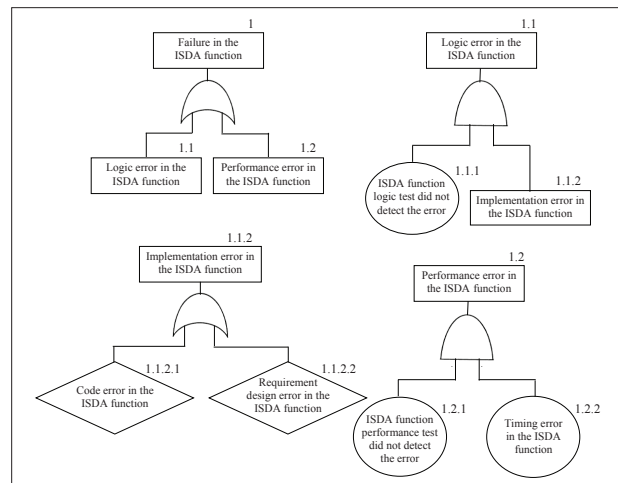 1
Failure in the
ISDA function
1.1
Logic error in the
ISDA function
1.2
Performance error in
the ISDA function
1.1
Logic error in the
ISDA function
1.1.1
ISDA function
logic test did not
detect the error
1.1.2
Implementation error in
the ISDA function
1.1.2
Implementation error in
the ISDA function
1.1.2.1
Code error in the
ISDA function
1.1.2.2
Requirement
design error in the
ISDA function
1.2
Performance error in
the ISDA function
1.2.1
ISDA function
performance test
did not detect
the error
1.2.2
Timing error
in the ISDA
function